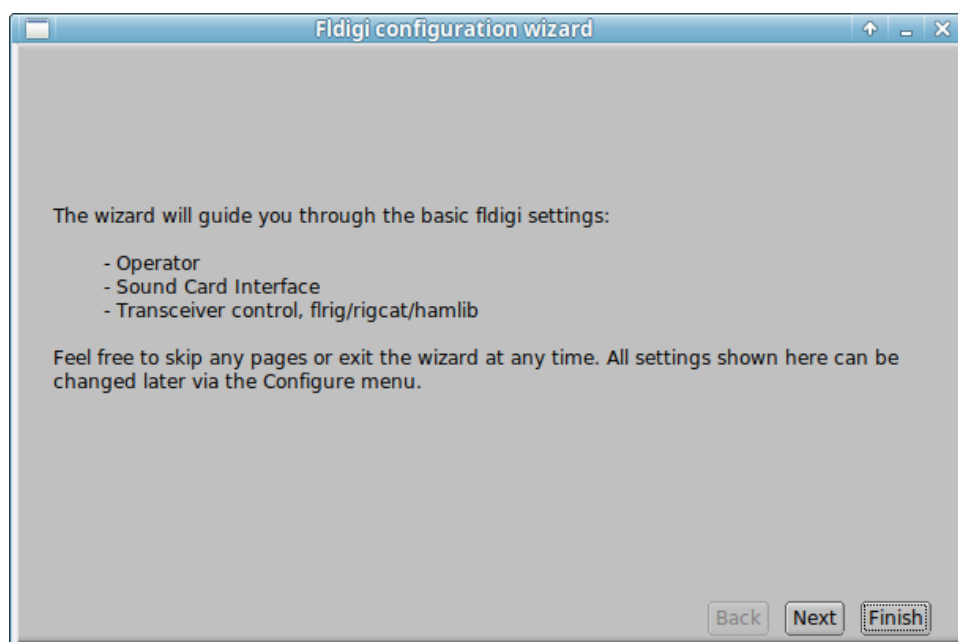 Fldigi configuration wizard
The wizard will guide you through the basic fldigi settings:
- Operator
- Sound Card Interface
- Transceiver control, flrig/rigcat/hamlib
Feel free to skip any pages or exit the wizard at any time. All settings shown here can be
changed later via the Configure menu.
Back Next Finish